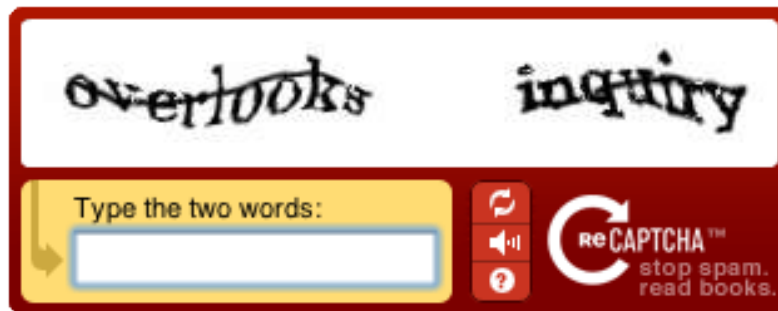 overlooks inquiry
Type the two words:
ReCAPTCHA™
stop spam.
read books.